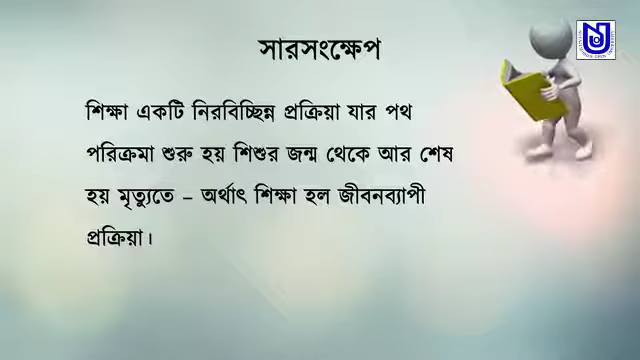 সারসংক্ষেপ
শিক্ষা একটি নিরবিচ্ছিন্ন প্রক্রিয়া যার পথ
পরিক্রমা শুরু হয় শিশুর জন্ম থেকে আর শেষ
হয় মৃত্যুতে – অর্থাৎ শিক্ষা হল জীবনব্যাপী
প্রক্রিয়া।